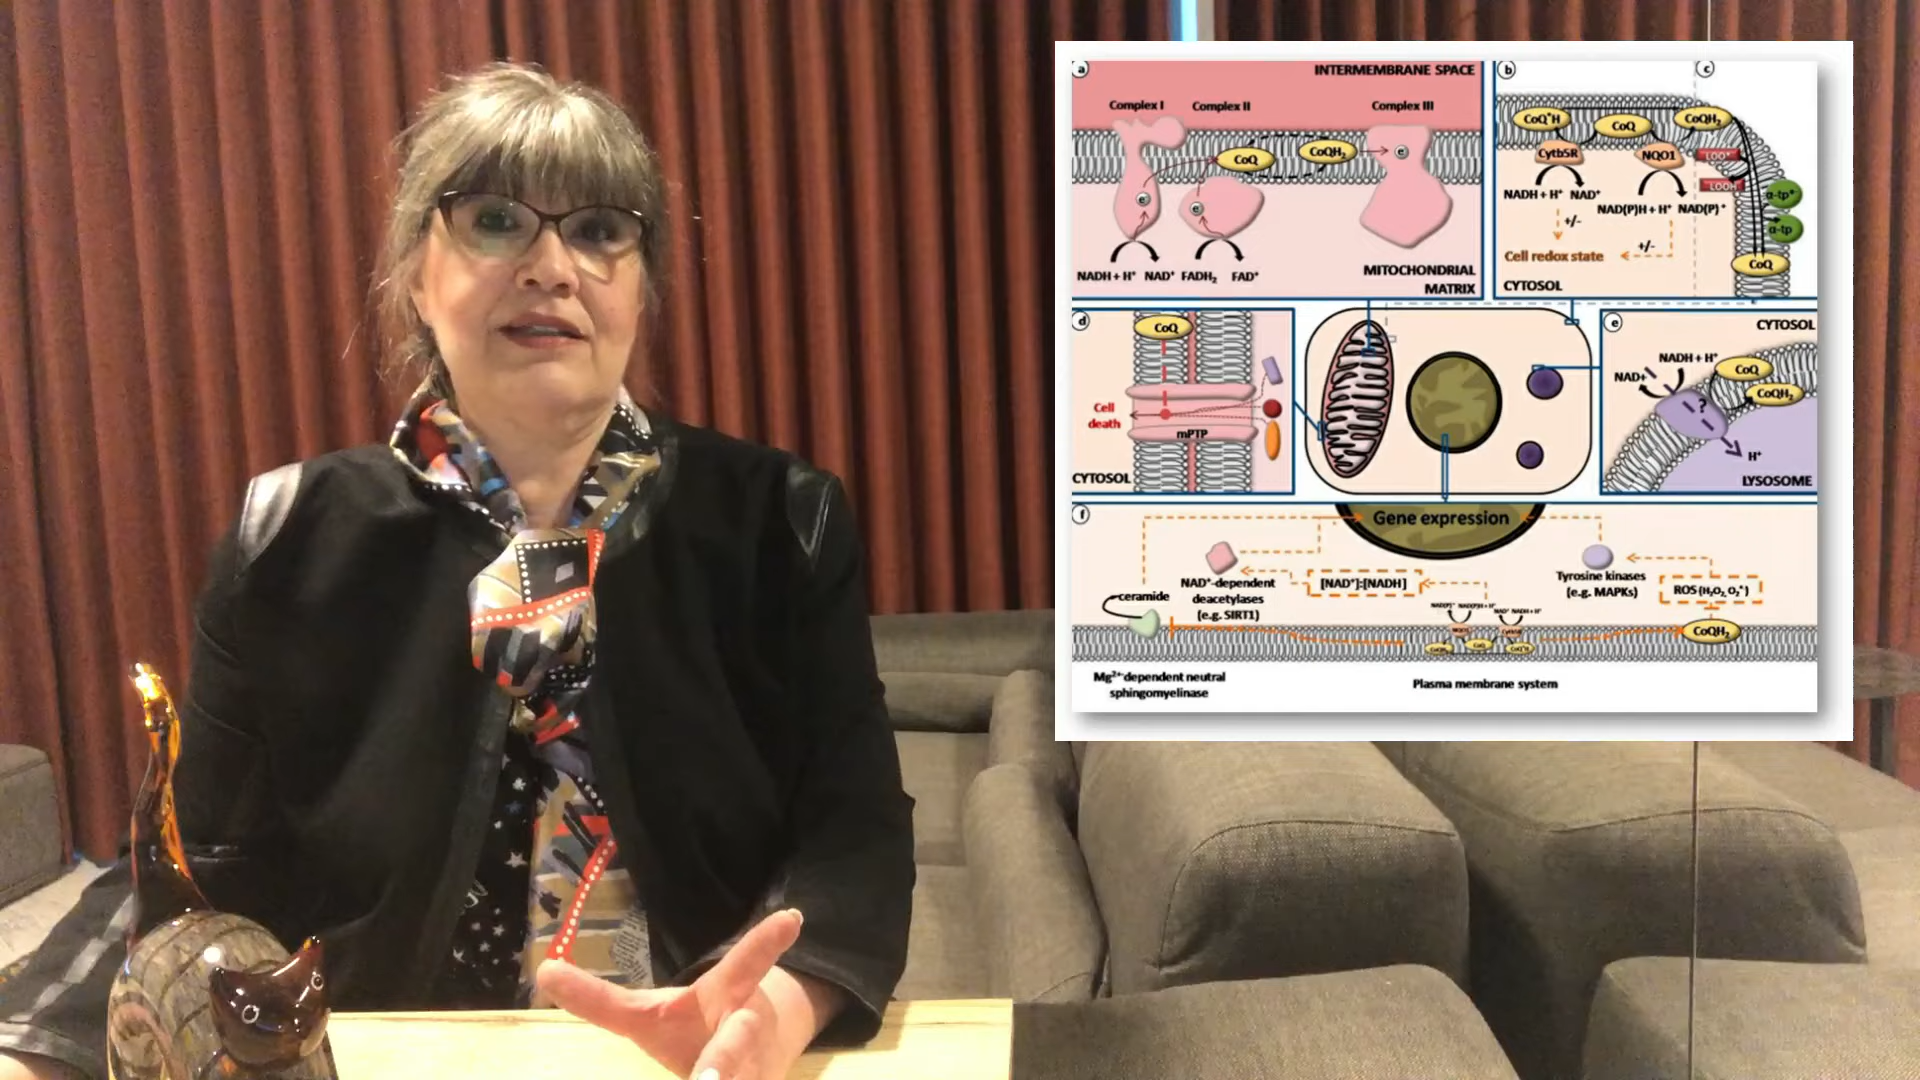 a
INTERMEMBRANE SPACE
Complex I
Complex II
Complex III
CoQ
CoQH₂
e⁻
e⁻
e⁻
NADH + H⁺
NAD⁺
FADH₂
FAD⁺
MITOCHONDRIAL
MATRIX
b
c
CoQ˙H
CoQ
CoQH₂
Cytb5R
NQO1
LOO˙
LOOH
NADH + H⁺
NAD⁺
NAD(P)H + H⁺
NAD(P)⁺
α-tp˙
α-tp
+/-
+/-
Cell redox state
CoQ
CYTOSOL
d
CoQ
Cell
death
mPTP
CYTOSOL
e
CYTOSOL
NADH + H⁺
NAD+
CoQ
CoQH₂
?
H⁺
LYSOSOME
f
Gene expression
ceramide
NAD⁺-dependent
deacetylases
(e.g. SIRT1)
[NAD⁺]:[NADH]
Tyrosine kinases
(e.g. MAPKs)
ROS (H₂O₂, O₂˙)
NQO1
CoQ
CoQH₂
Mg²⁺-dependent neutral
sphingomyelinase
Plasma membrane system